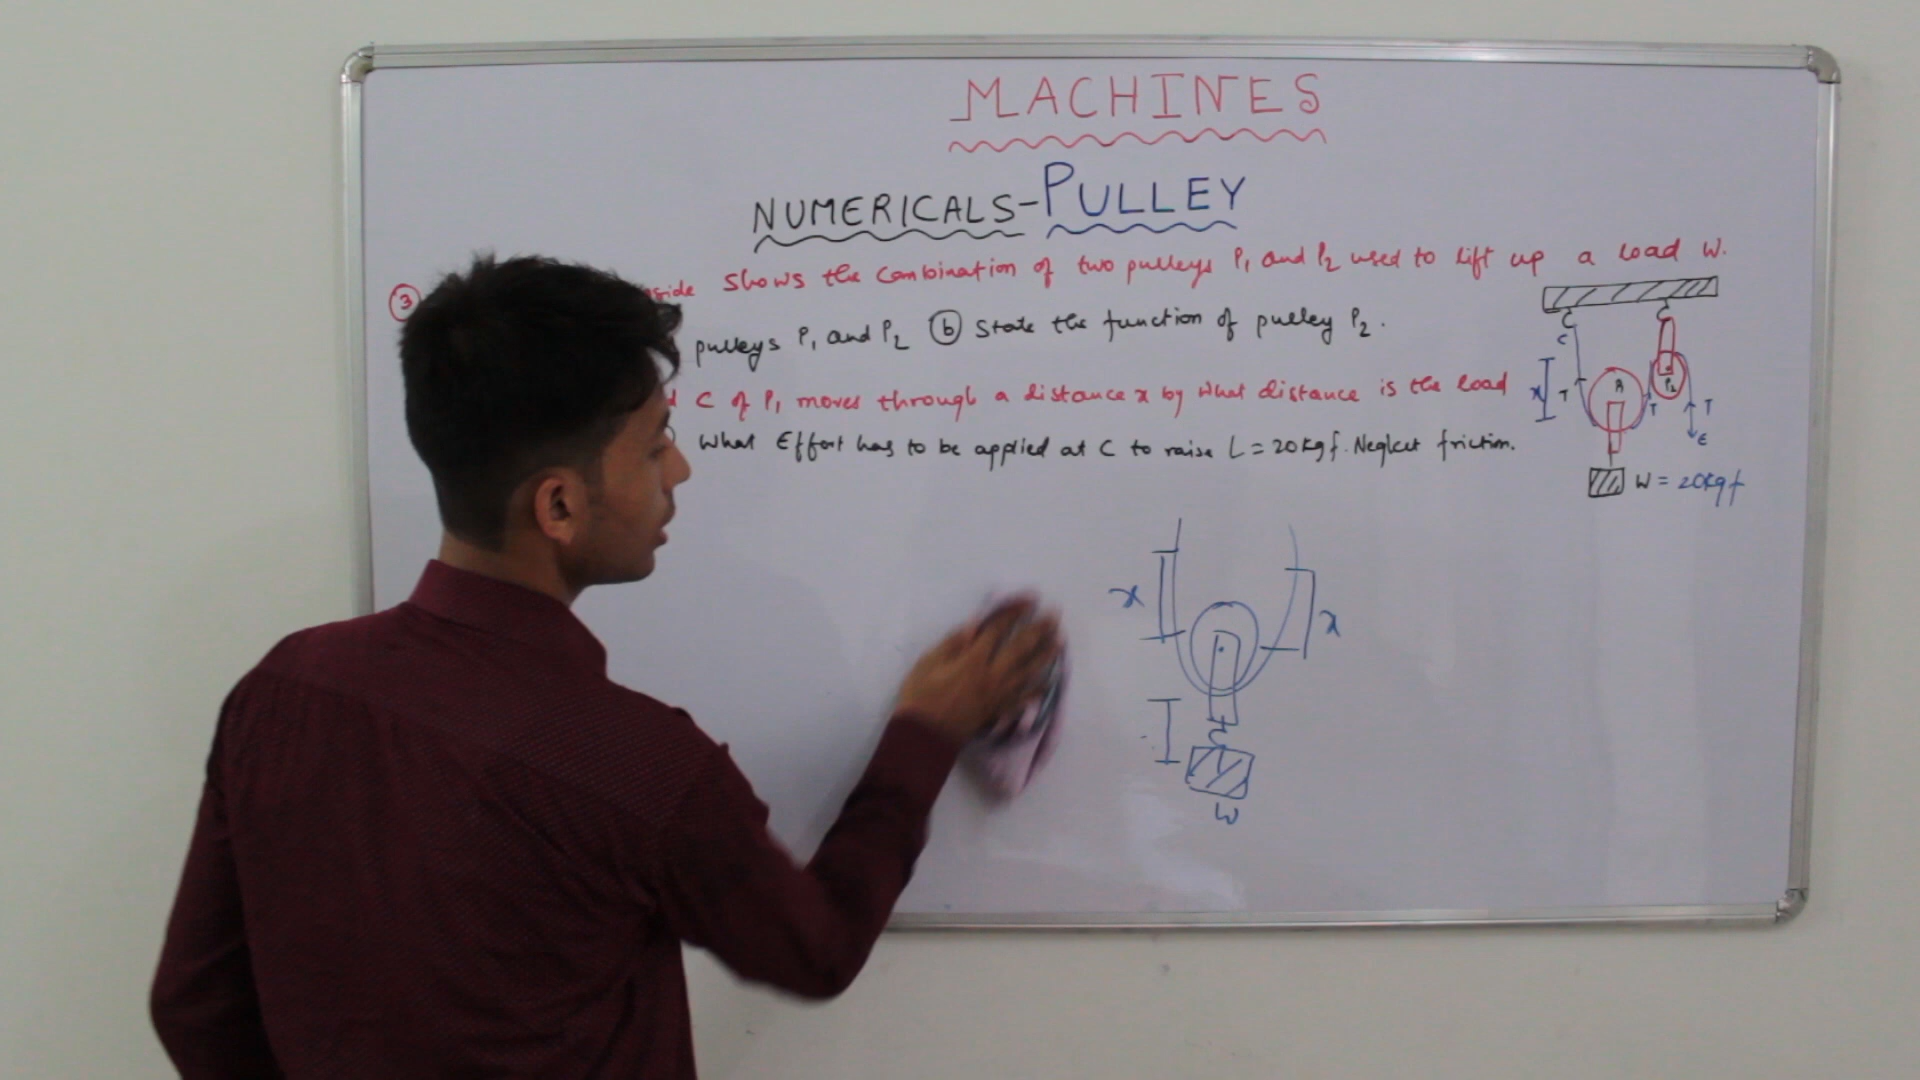 MACHINES
NUMERICALS-PULLEY
3 shows the combination of two pulleys P1 and P2 used to lift up a load W.
pulleys P1 and P2 (b) State the function of pulley P2.
C of P1 moves through a distance x by what distance is the load
What Effort has to be applied at C to raise L = 20 kgf. Neglect friction.
C
x T T P2 T
E
W = 20kgf
x x
W